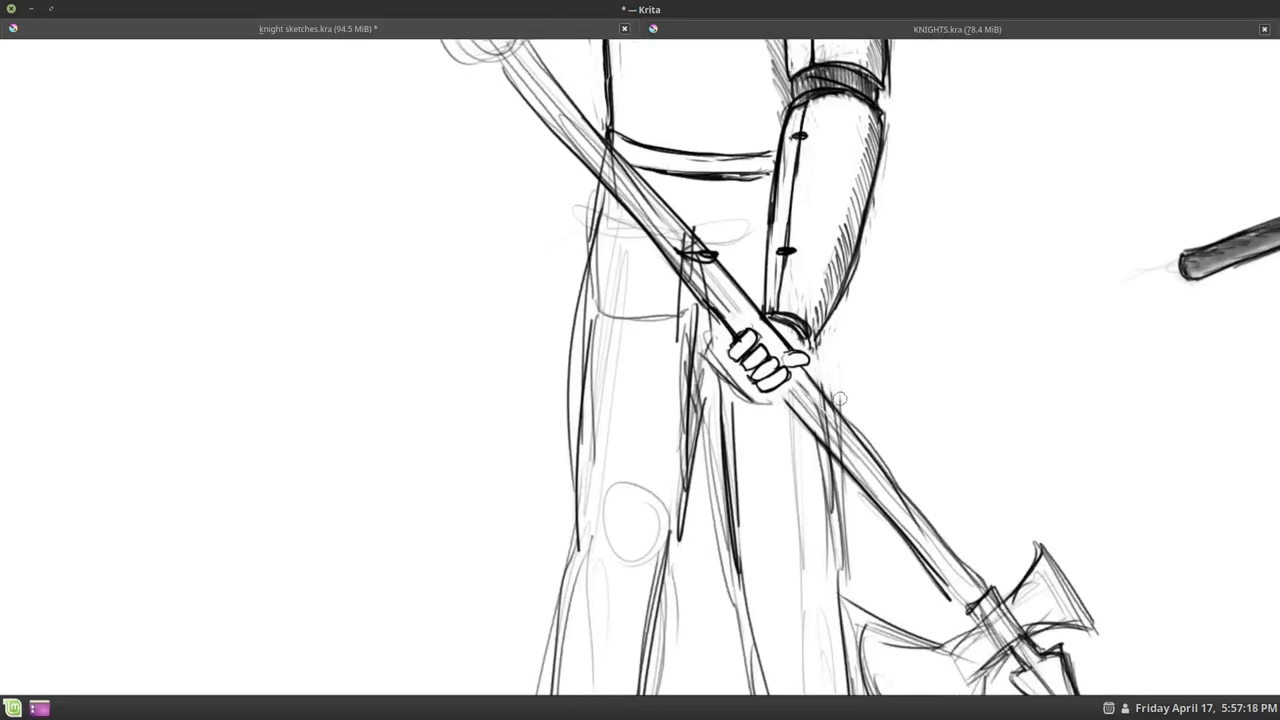 * — Krita
knight sketches.kra (94.5 MiB) *
KNIGHTS.kra (78.4 MiB)
Friday April 17, 5:57:18 PM